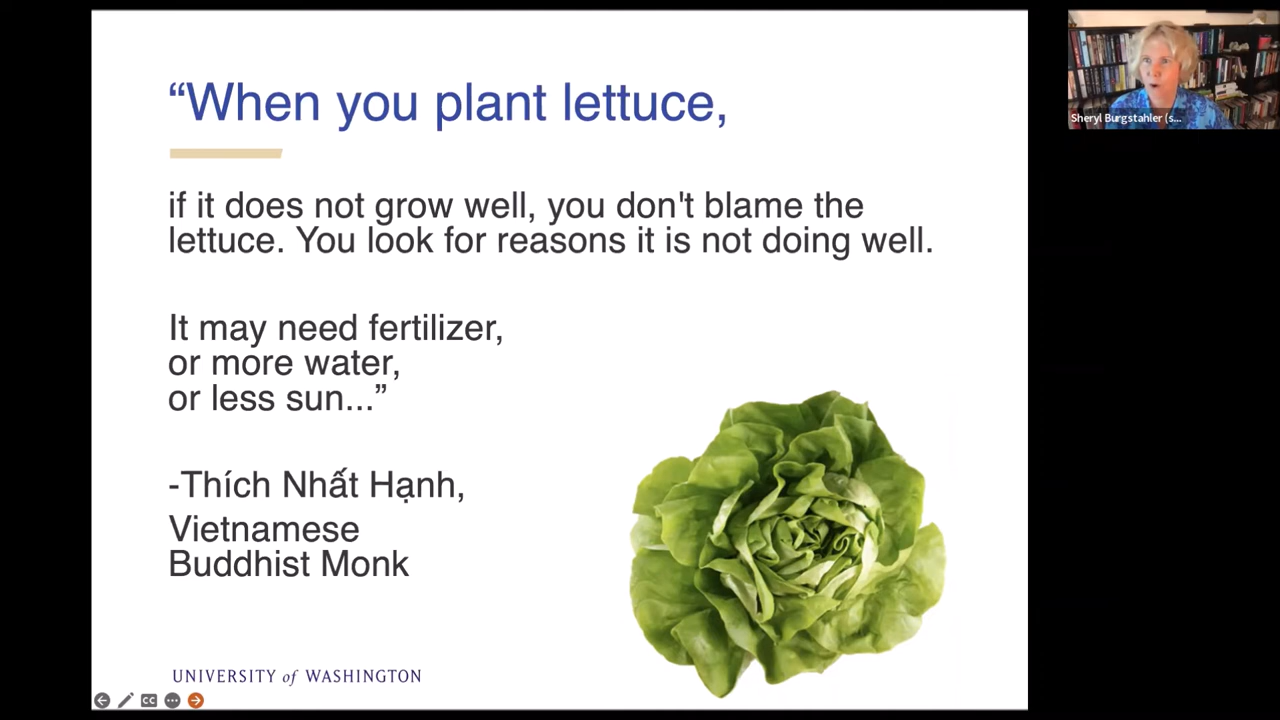 “When you plant lettuce,
if it does not grow well, you don't blame the
lettuce. You look for reasons it is not doing well.
It may need fertilizer,
or more water,
or less sun...”
-Thích Nhất Hạnh,
Vietnamese
Buddhist Monk
UNIVERSITY of WASHINGTON
CC
Sheryl Burgstahler (s...